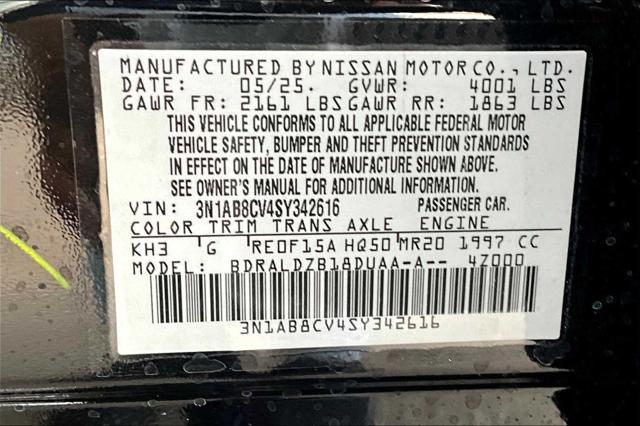 MANUFACTURED BY NISSAN MOTOR CO., LTD.
DATE: 05/25. GVWR: 4001 LBS
GAWR FR: 2161 LBS GAWR RR: 1863 LBS
THIS VEHICLE CONFORMS TO ALL APPLICABLE FEDERAL MOTOR
VEHICLE SAFETY, BUMPER AND THEFT PREVENTION STANDARDS
IN EFFECT ON THE DATE OF MANUFACTURE SHOWN ABOVE.
SEE OWNER'S MANUAL FOR ADDITIONAL INFORMATION.
VIN: 3N1AB8CV4SY342616 PASSENGER CAR.
COLOR TRIM TRANS AXLE ENGINE
KH3 G RE0F15A HQ50 MR20 1997 CC
MODEL: BDRALDZB18DUAA-A-- 4Z000
3N1AB8CV4SY342616